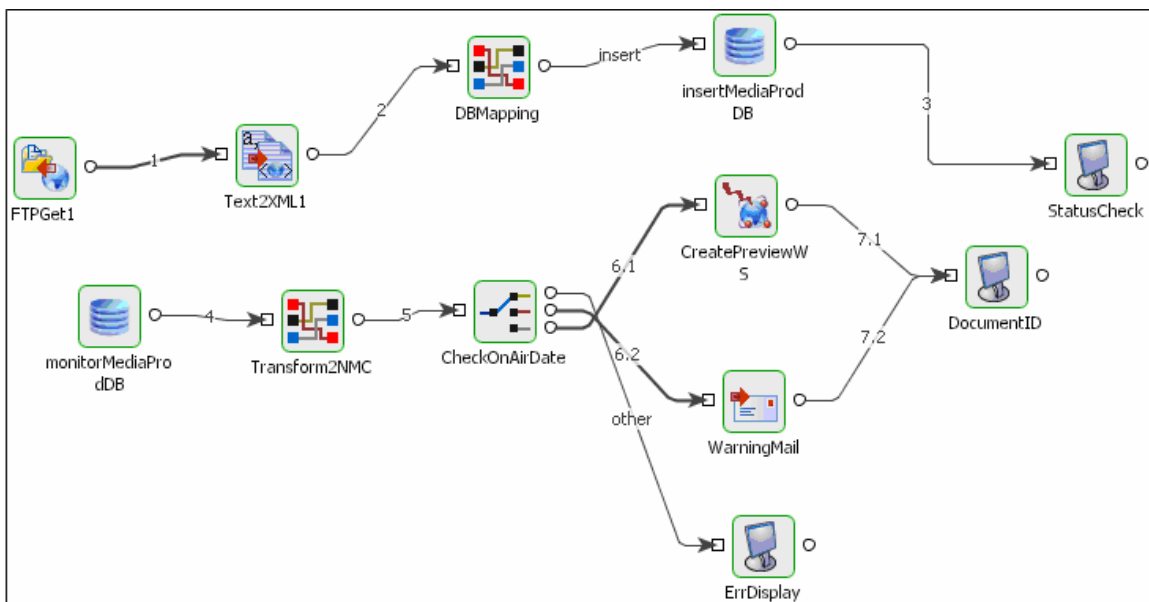 insert
insertMediaProd
DB
DBMapping
2
3
1
FTPGet1
a,
Text2XML1
StatusCheck
CreatePreviewW
S
6.1
7.1
DocumentID
4
monitorMediaPro
dDB
Transform2NMC
5
CheckOnAirDate
6.2
7.2
other
WarningMail
ErrDisplay